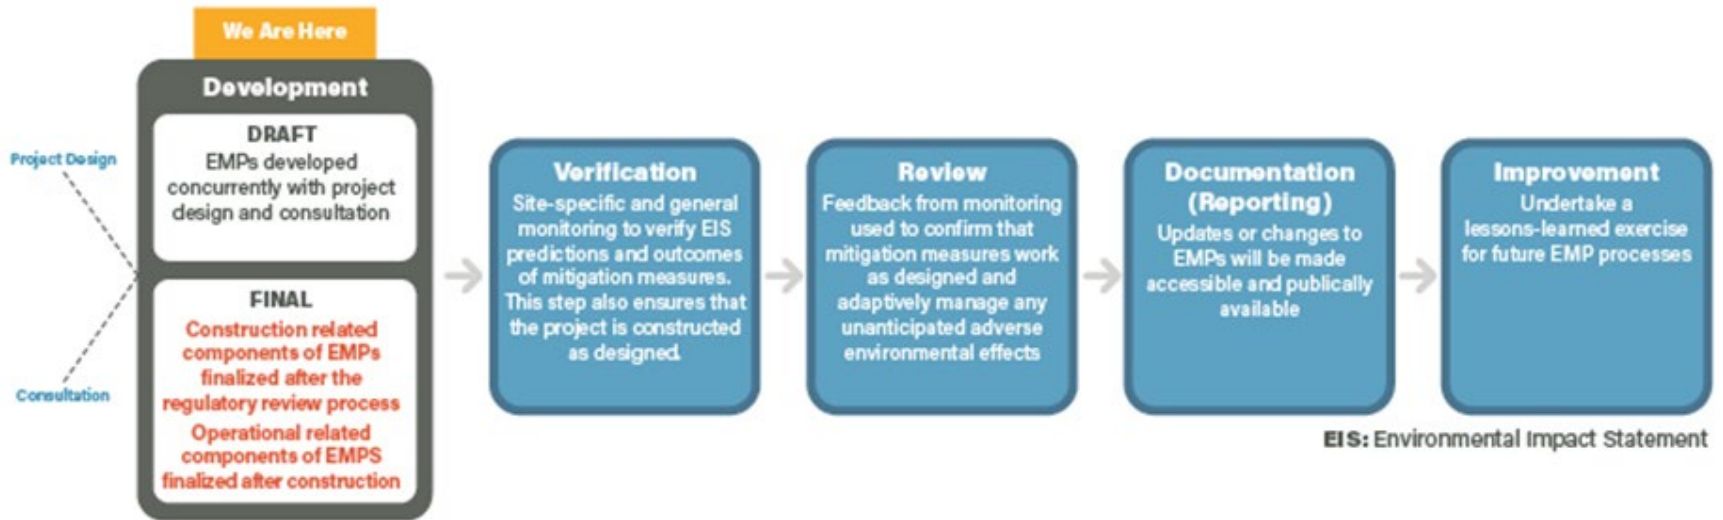 We Are Here
Development
DRAFT
EMPs developed
concurrently with project
design and consultation
Project Design
Consultation
FINAL
Construction related
components of EMPs
finalized after the
regulatory review process
Operational related
components of EMPS
finalized after construction
Verification
Site-specific and general
monitoring to verify EIS
predictions and outcomes
of mitigation measures.
This step also ensures that
the project is constructed
as designed.
Review
Feedback from monitoring
used to confirm that
mitigation measures work
as designed and
adaptively manage any
unanticipated adverse
environmental effects
Documentation
(Reporting)
Updates or changes to
EMPs will be made
accessible and publically
available
Improvement
Undertake a
lessons-learned exercise
for future EMP processes
EIS: Environmental Impact Statement